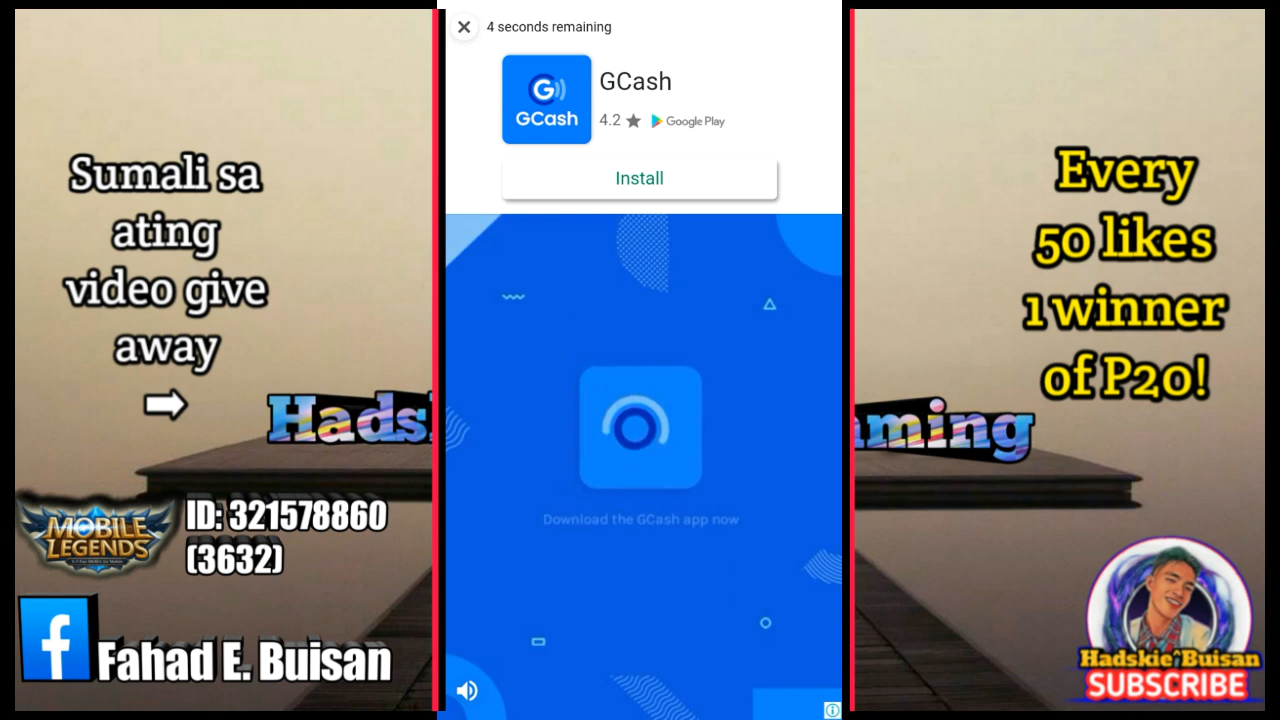 4 seconds remaining
GCash
4.2
Google Play
GCash
Install
Download the GCash app now
Sumali sa
ating
video give
away
Hads
ming
Every
50 likes
1 winner
of P20!
MOBILE
LEGENDS
ID: 321578860
(3632)
f
Fahad E. Buisan
Hadskie Buisan
SUBSCRIBE